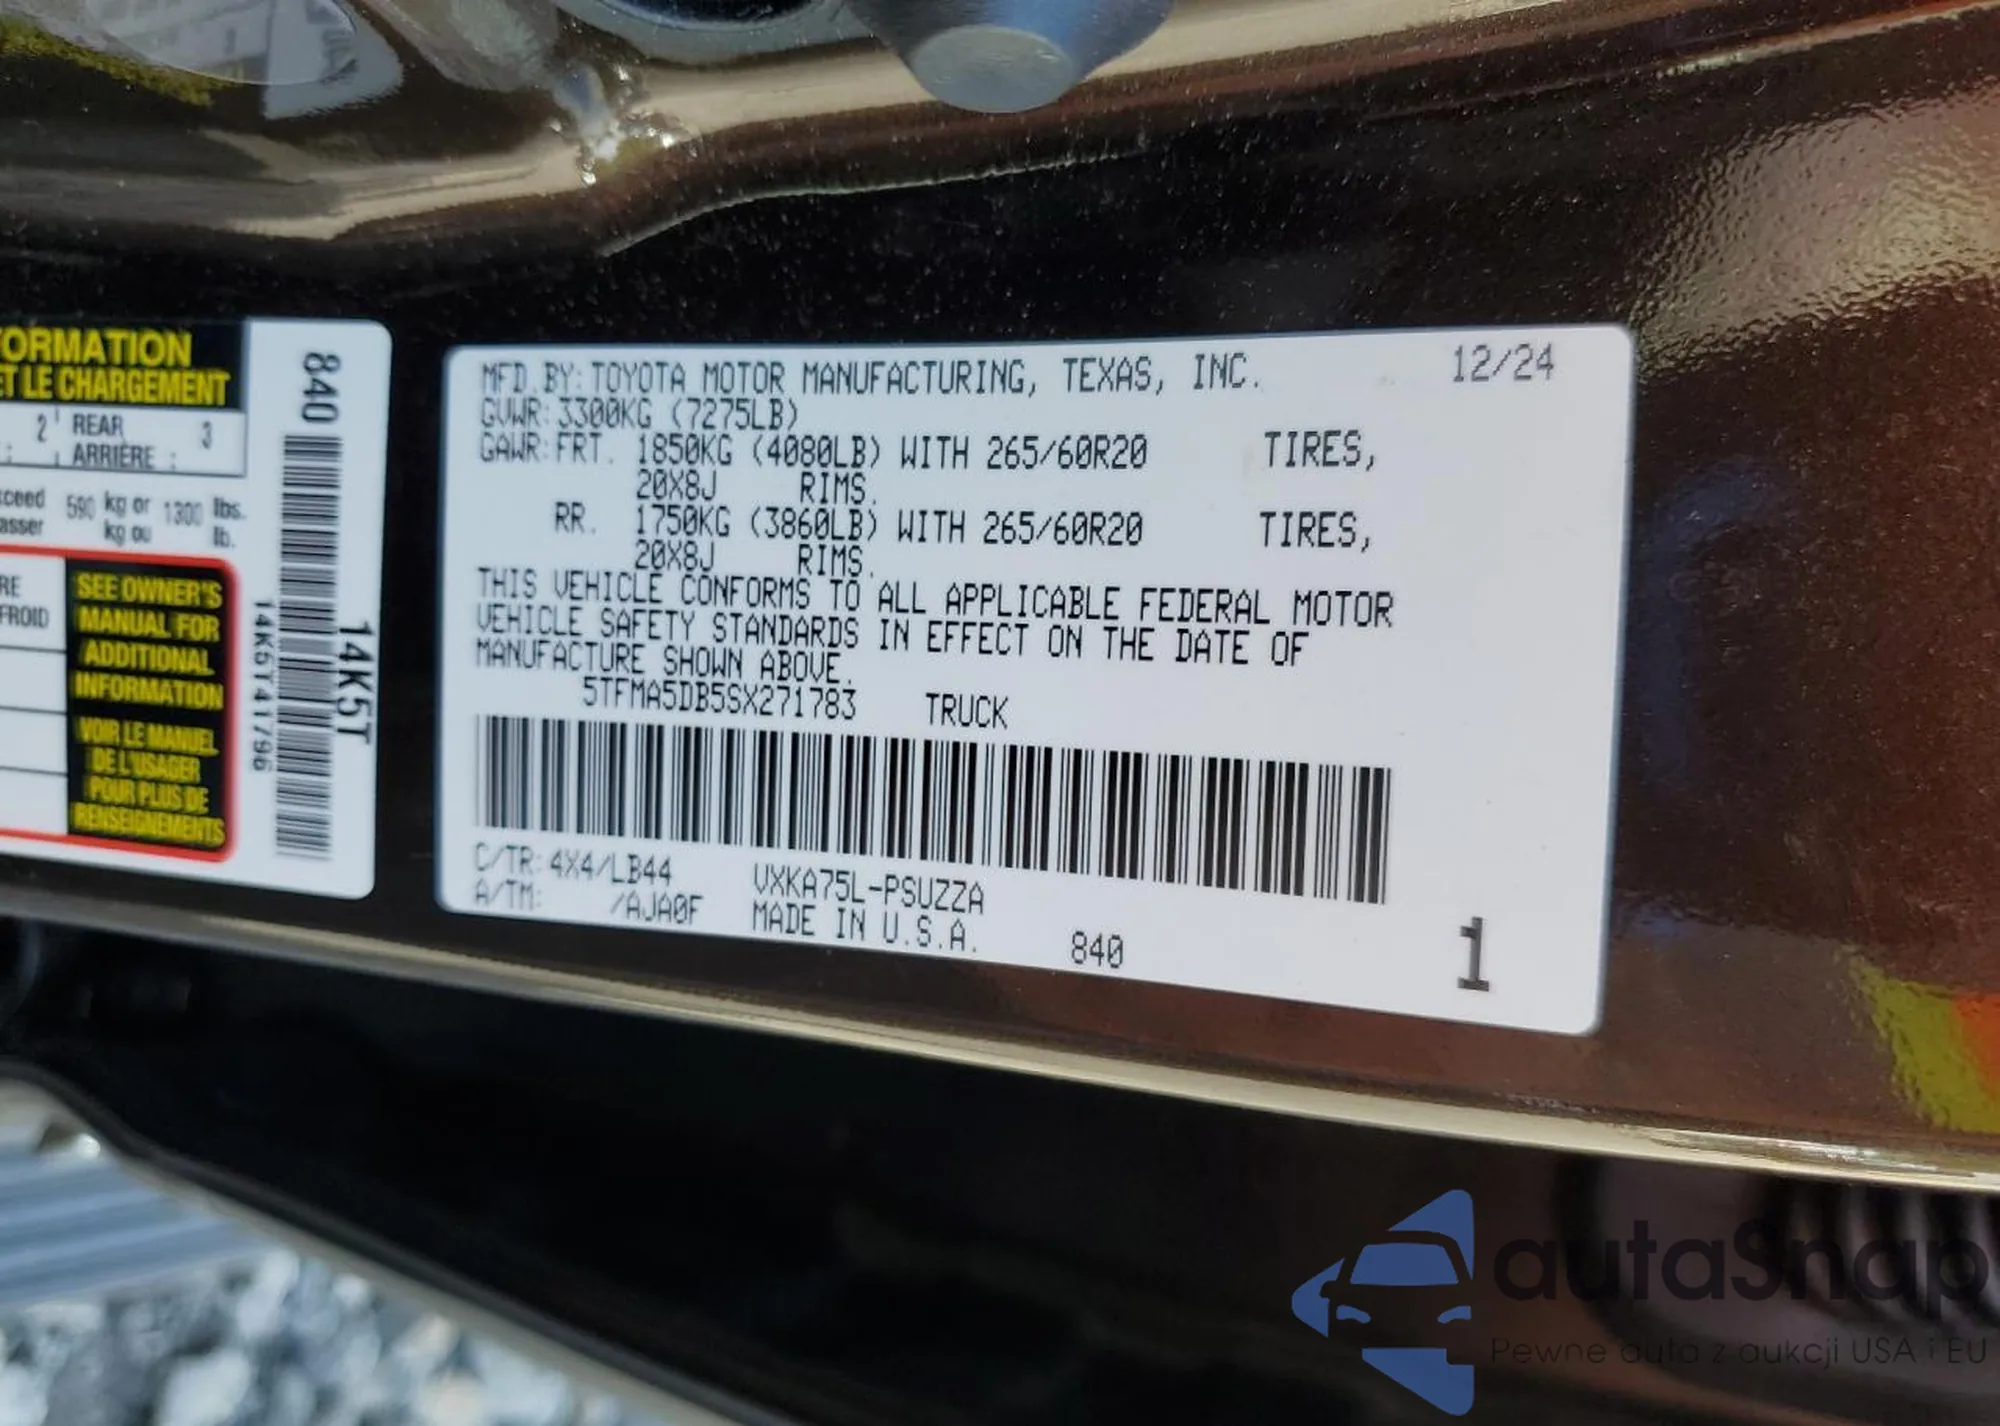 ORMATION
ET LE CHARGEMENT
2 REAR 3
: ARRIÈRE :
xceed 590 kg or 1300 lbs.
asser kg ou lb.
RE
FROID
SEE OWNER'S
MANUAL FOR
ADDITIONAL
INFORMATION
VOIR LE MANUEL
DE L'USAGER
POUR PLUS DE
RENSEIGNEMENTS
840
14K5T
14K5T41796
MFD.BY:TOYOTA MOTOR MANUFACTURING, TEXAS, INC. 12/24
GVWR:3300KG (7275LB)
GAWR:FRT. 1850KG (4080LB) WITH 265/60R20 TIRES,
20X8J RIMS.
RR. 1750KG (3860LB) WITH 265/60R20 TIRES,
20X8J RIMS.
THIS VEHICLE CONFORMS TO ALL APPLICABLE FEDERAL MOTOR
VEHICLE SAFETY STANDARDS IN EFFECT ON THE DATE OF
MANUFACTURE SHOWN ABOVE.
5TFMA5DB5SX271783 TRUCK
C/TR:4X4/LB44 VXKA75L-PSUZZA
A/TM: /AJA0F MADE IN U.S.A. 840
1
autaSnap
Pewne auta z aukcji USA i EU